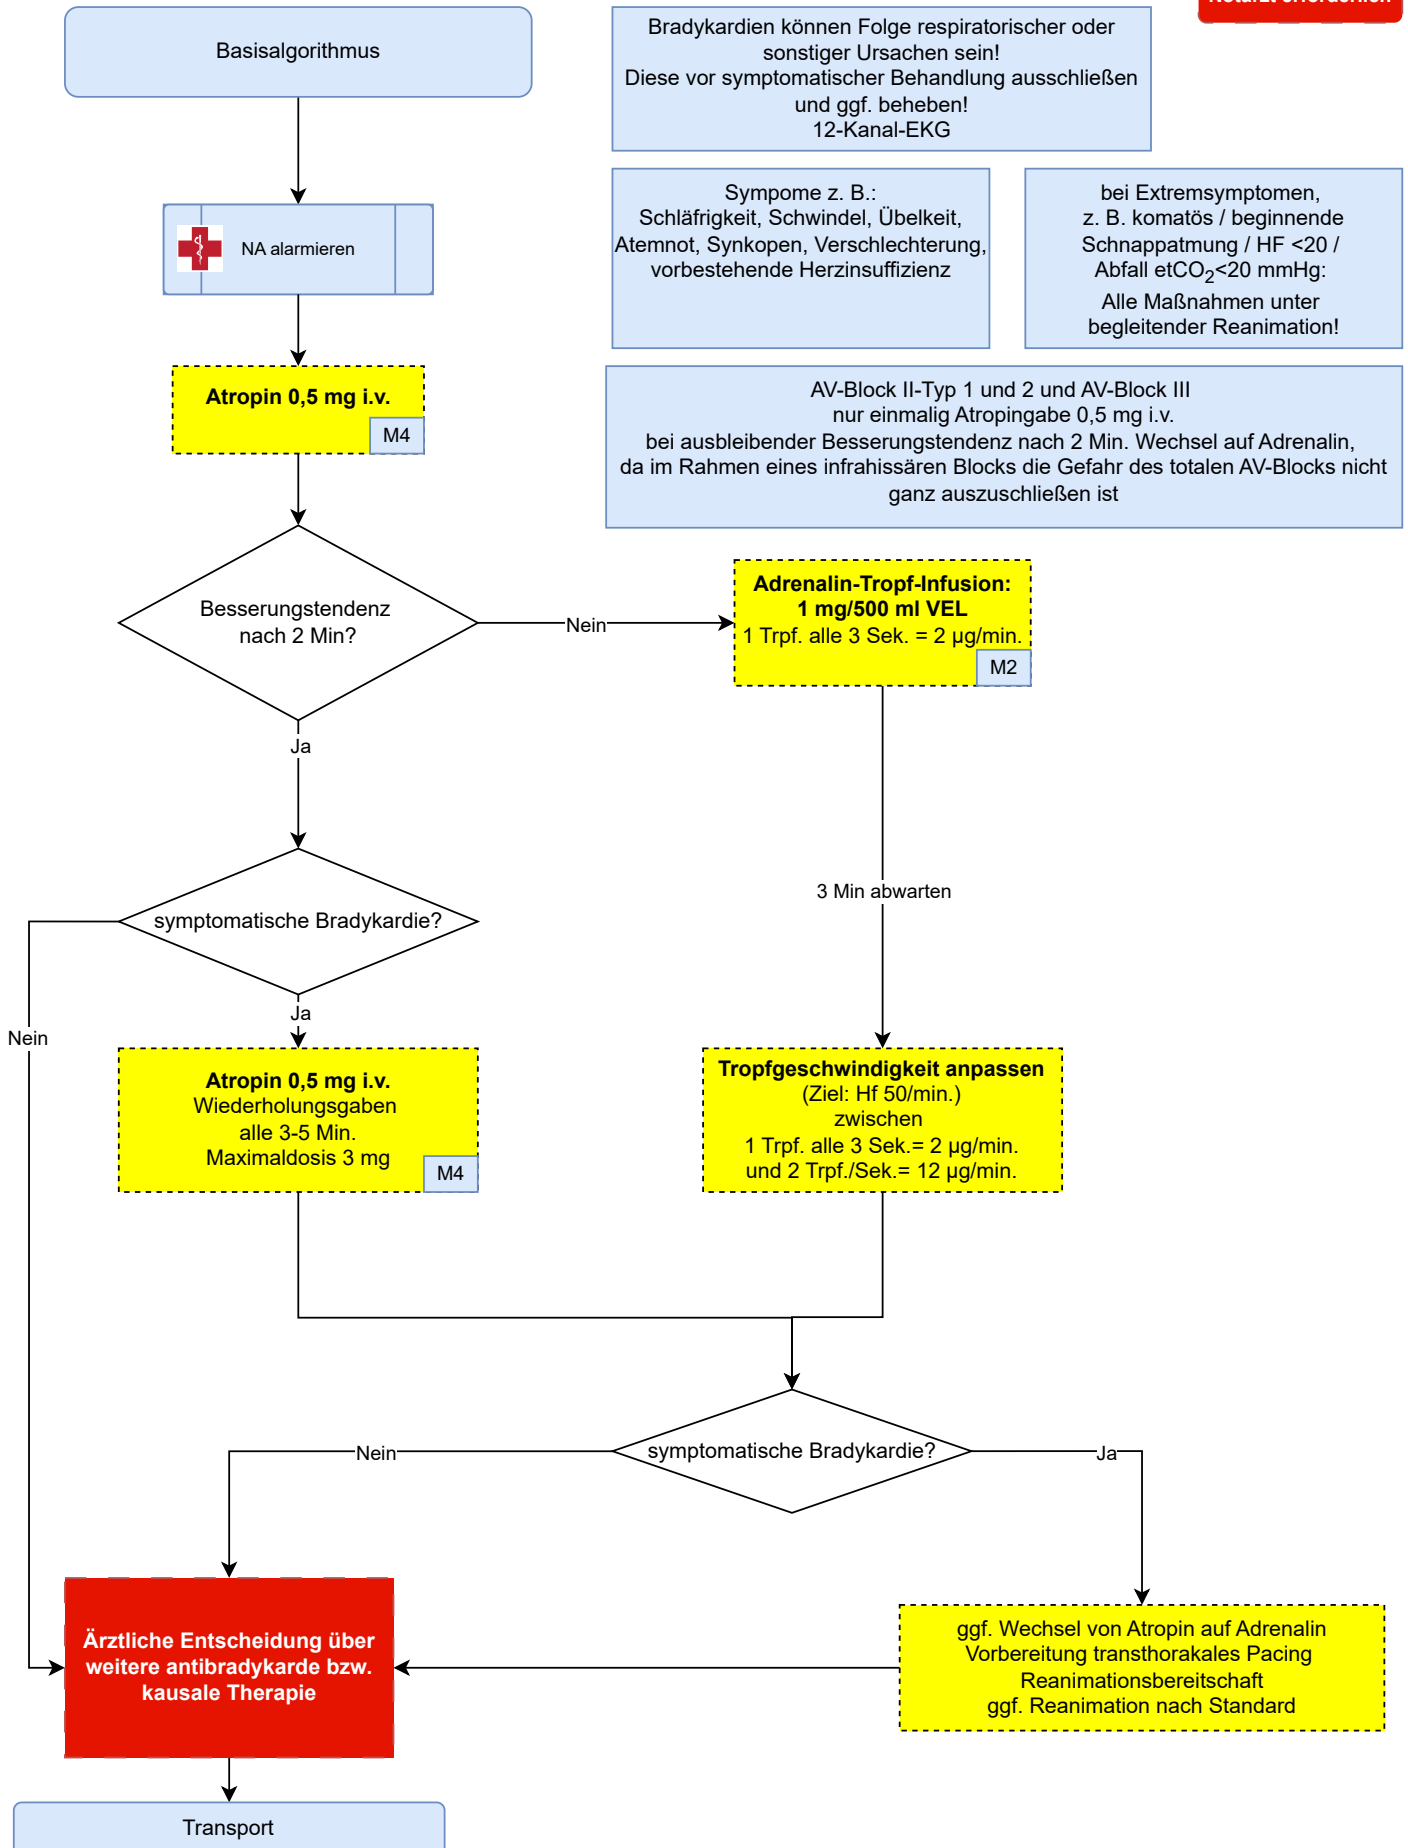 Notarzt erforderlich
Basisalgorithmus
Bradykardien können Folge respiratorischer oder
sonstiger Ursachen sein!
Diese vor symptomatischer Behandlung ausschließen
und ggf. beheben!
12-Kanal-EKG
NA alarmieren
Sympome z. B.:
Schläfrigkeit, Schwindel, Übelkeit,
Atemnot, Synkopen, Verschlechterung,
vorbestehende Herzinsuffizienz
bei Extremsymptomen,
z. B. komatös / beginnende
Schnappatmung / HF <20 /
Abfall etCO₂<20 mmHg:
Alle Maßnahmen unter
begleitender Reanimation!
Atropin 0,5 mg i.v.
M4
AV-Block II-Typ 1 und 2 und AV-Block III
nur einmalig Atropingabe 0,5 mg i.v.
bei ausbleibender Besserungstendenz nach 2 Min. Wechsel auf Adrenalin,
da im Rahmen eines infrahissären Blocks die Gefahr des totalen AV-Blocks nicht
ganz auszuschließen ist
Besserungstendenz
nach 2 Min?
Nein
Adrenalin-Tropf-Infusion:
1 mg/500 ml VEL
1 Trpf. alle 3 Sek. = 2 µg/min.
M2
Ja
3 Min abwarten
symptomatische Bradykardie?
Nein
Ja
Atropin 0,5 mg i.v.
Wiederholungsgaben
alle 3-5 Min.
Maximaldosis 3 mg
M4
Tropfgeschwindigkeit anpassen
(Ziel: Hf 50/min.)
zwischen
1 Trpf. alle 3 Sek.= 2 µg/min.
und 2 Trpf./Sek.= 12 µg/min.
symptomatische Bradykardie?
Nein
Ja
Ärztliche Entscheidung über
weitere antibradykarde bzw.
kausale Therapie
ggf. Wechsel von Atropin auf Adrenalin
Vorbereitung transthorakales Pacing
Reanimationsbereitschaft
ggf. Reanimation nach Standard
Transport